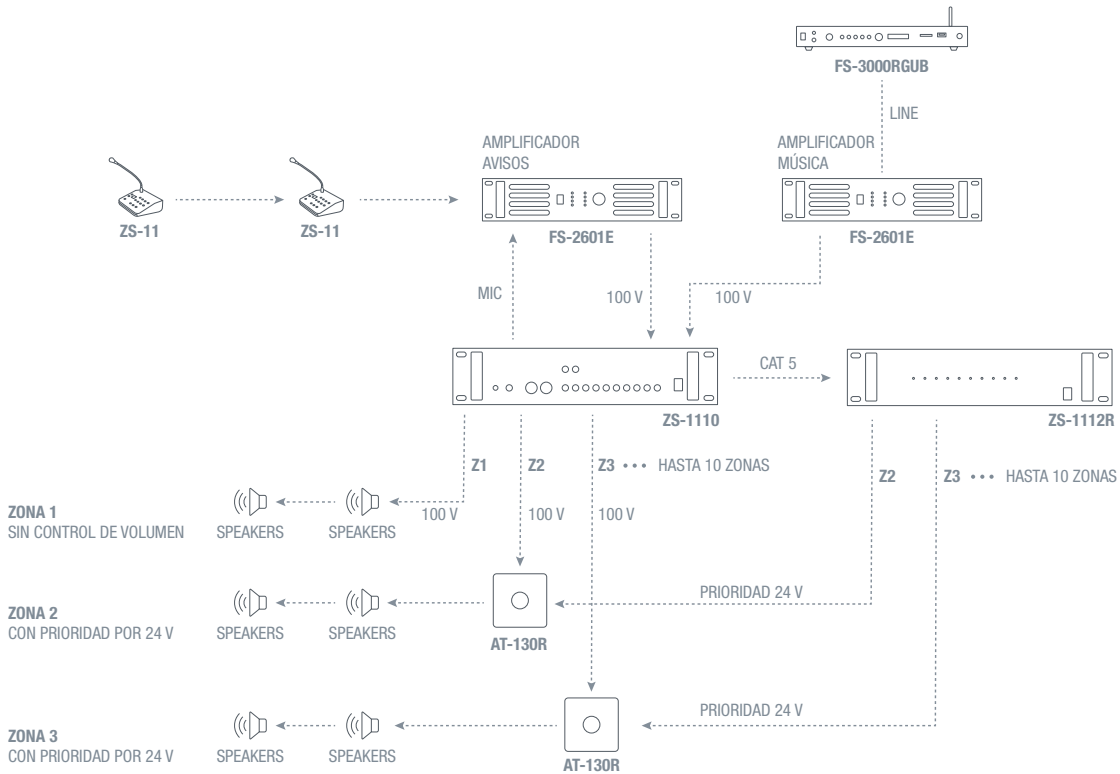 FS-3000RGUB
LINE
AMPLIFICADOR
AVISOS
AMPLIFICADOR
MÚSICA
ZS-11
ZS-11
FS-2601E
FS-2601E
MIC
100 V
100 V
CAT 5
ZS-1110
ZS-1112R
Z1
Z2
Z3 ••• HASTA 10 ZONAS
Z2
Z3 ••• HASTA 10 ZONAS
ZONA 1
SIN CONTROL DE VOLUMEN
SPEAKERS
SPEAKERS
100 V
100 V
100 V
ZONA 2
CON PRIORIDAD POR 24 V
SPEAKERS
SPEAKERS
AT-130R
PRIORIDAD 24 V
ZONA 3
CON PRIORIDAD POR 24 V
SPEAKERS
SPEAKERS
AT-130R
PRIORIDAD 24 V